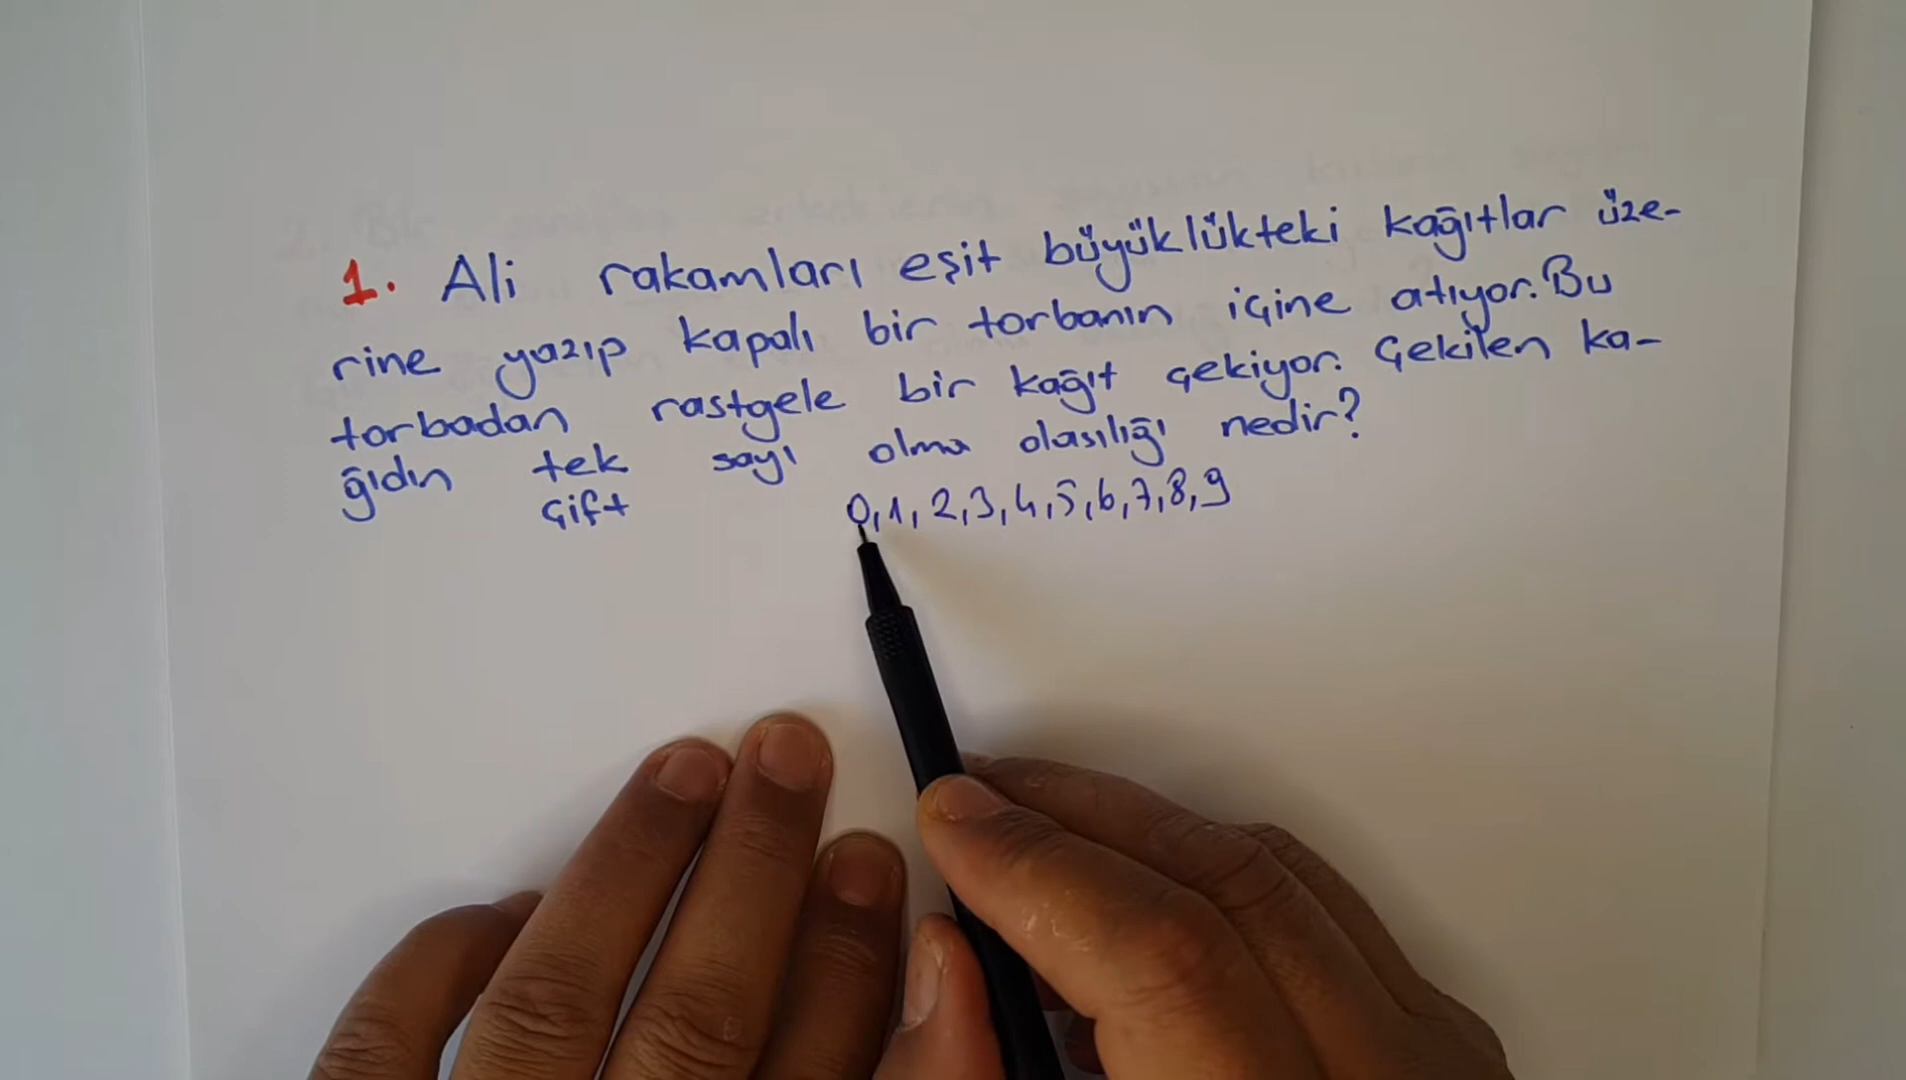 1. Ali rakamları eşit büyüklükteki kağıtlar üze-
rine yazıp kapalı bir torbanın içine atıyor. Bu
torbadan rastgele bir kağıt çekiyor. Çekilen ka-
ğıdın tek sayı olma olasılığı nedir?
Çift 0,1,2,3,4,5,6,7,8,9